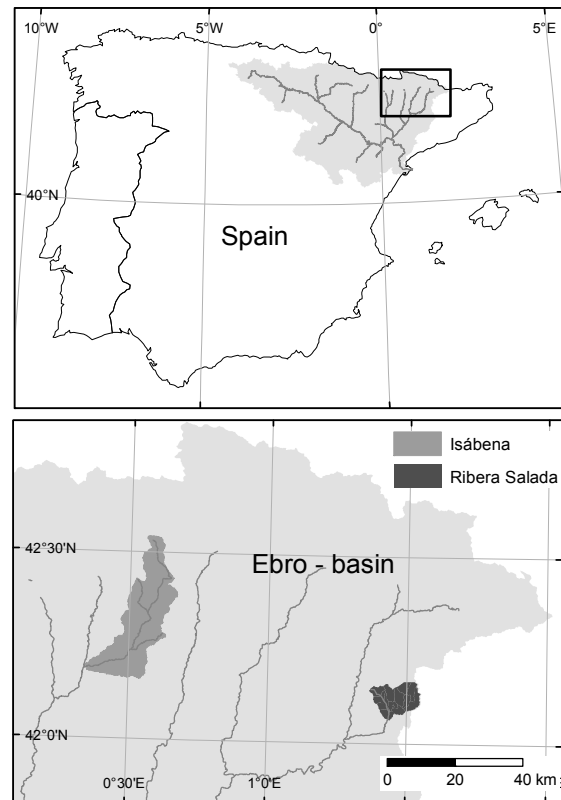 10°W
5°W
0°
5°E
40°N
Spain
Isábena
Ribera Salada
42°30'N
Ebro - basin
42°0'N
0°30'E
1°0'E
0
20
40 km